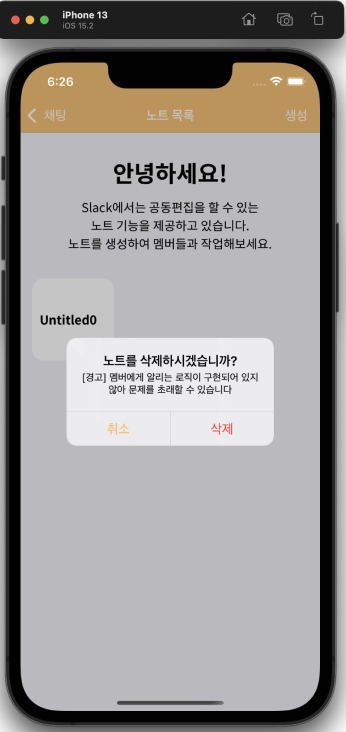 iPhone 13
iOS 15.2
6:26
채팅
노트 목록
생성
안녕하세요!
Slack에서는 공동편집을 할 수 있는
노트 기능을 제공하고 있습니다.
노트를 생성하여 멤버들과 작업해보세요.
Untitled0
노트를 삭제하시겠습니까?
[경고] 멤버에게 알리는 로직이 구현되어 있지
않아 문제를 초래할 수 있습니다
취소
삭제